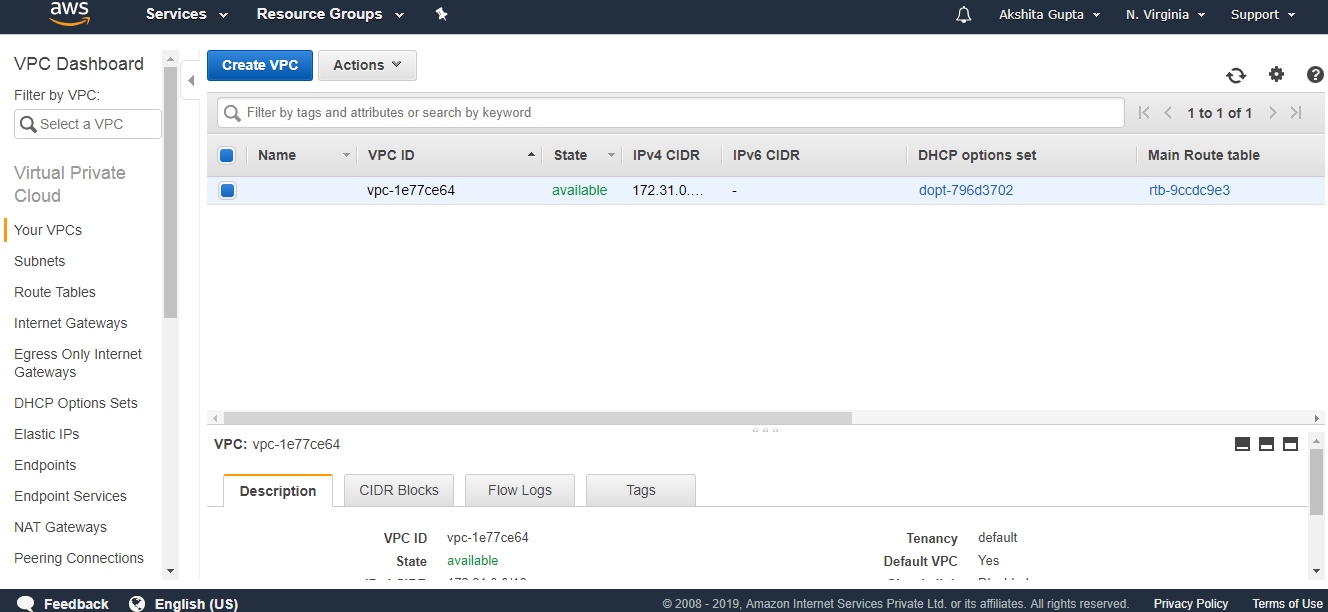 aws Services Resource Groups Akshita Gupta N. Virginia Support
VPC Dashboard
Filter by VPC:
Select a VPC
Virtual Private
Cloud
Your VPCs
Subnets
Route Tables
Internet Gateways
Egress Only Internet
Gateways
DHCP Options Sets
Elastic IPs
Endpoints
Endpoint Services
NAT Gateways
Peering Connections
Create VPC Actions
?
Filter by tags and attributes or search by keyword 1 to 1 of 1
Name VPC ID State IPv4 CIDR IPv6 CIDR DHCP options set Main Route table
vpc-1e77ce64 available 172.31.0.... - dopt-796d3702 rtb-9ccdc9e3
VPC: vpc-1e77ce64
Description CIDR Blocks Flow Logs Tags
VPC ID vpc-1e77ce64 Tenancy default
State available Default VPC Yes
Feedback English (US) © 2008 - 2019, Amazon Internet Services Private Ltd. or its affiliates. All rights reserved. Privacy Policy Terms of Use